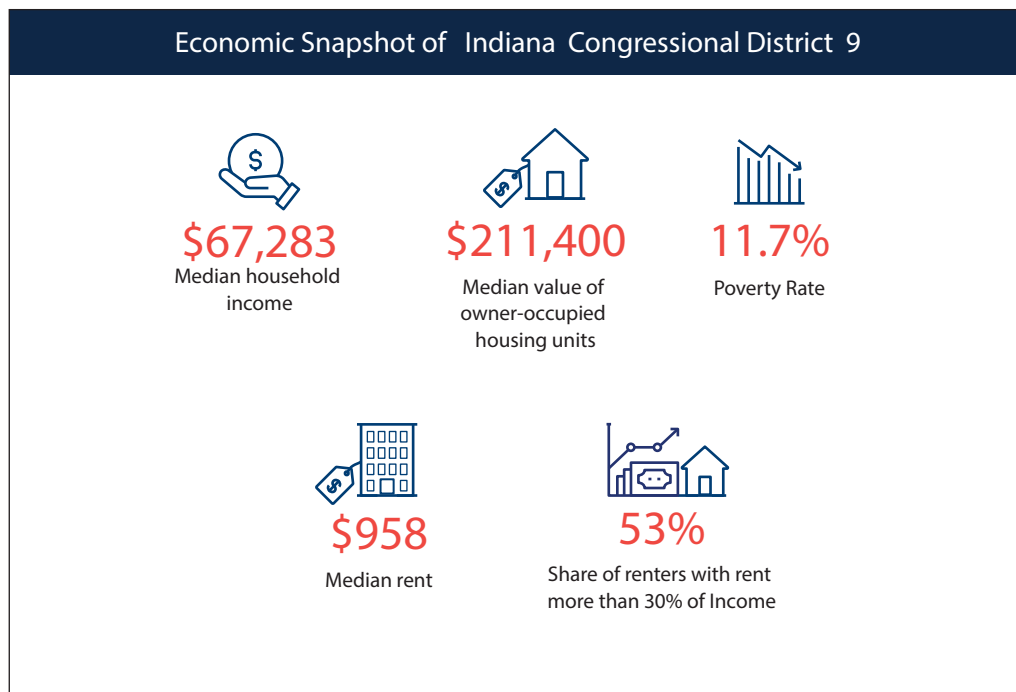 Economic Snapshot of Indiana Congressional District 9
$
$
$67,283
Median household
income
$211,400
Median value of
owner-occupied
housing units
11.7%
Poverty Rate
$
$958
Median rent
53%
Share of renters with rent
more than 30% of Income